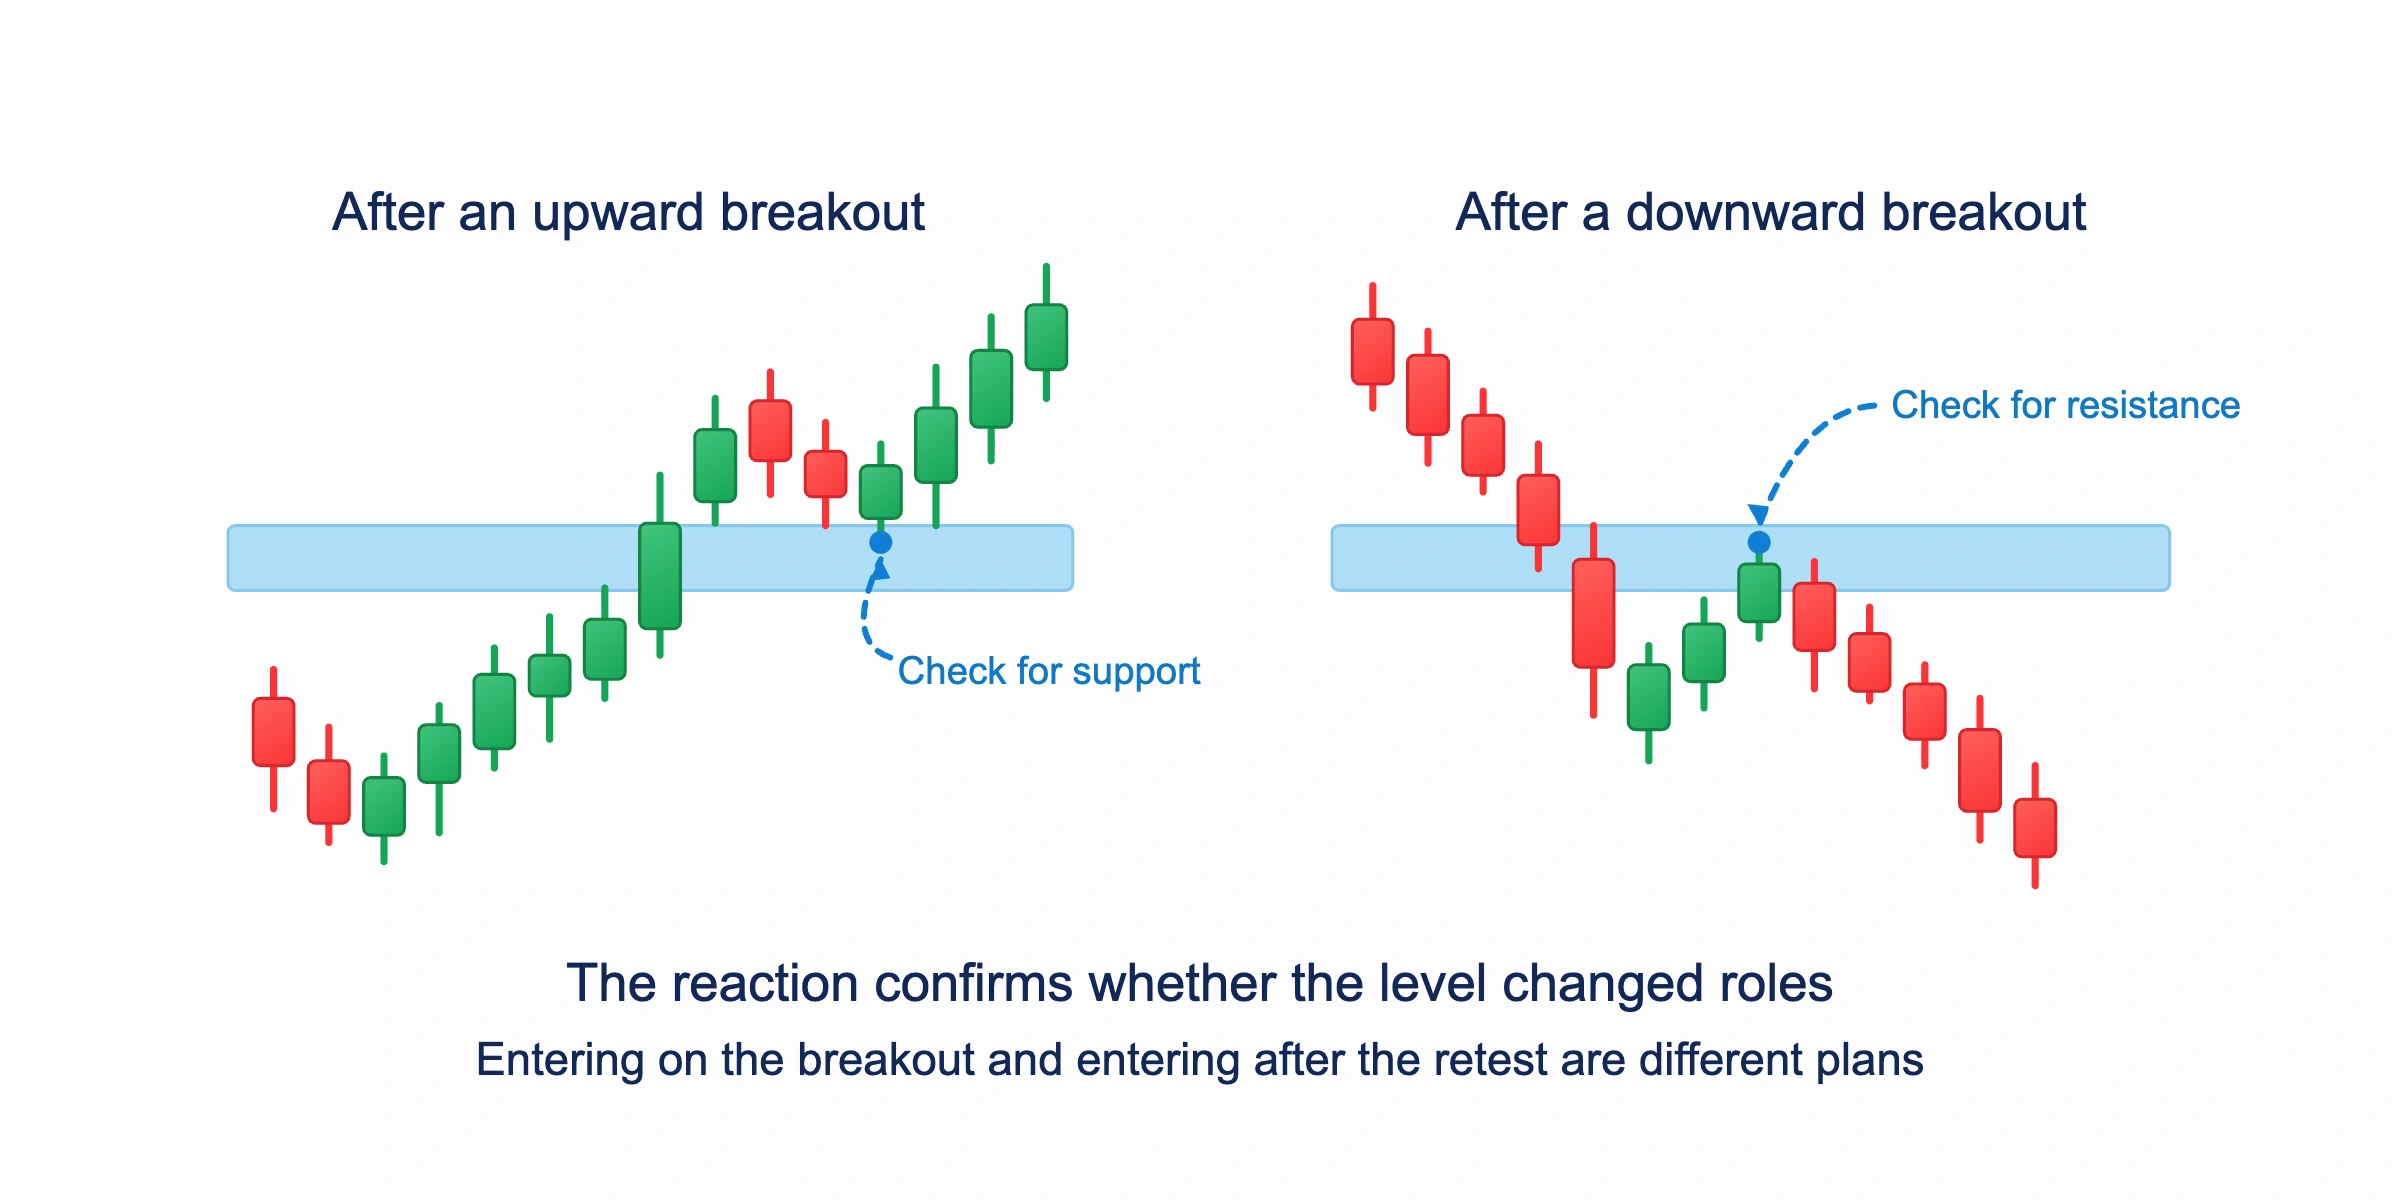 After an upward breakout
After a downward breakout
Check for resistance
Check for support
The reaction confirms whether the level changed roles
Entering on the breakout and entering after the retest are different plans